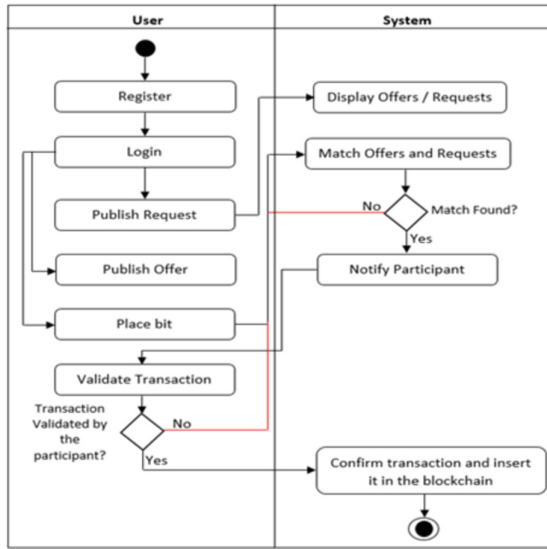 User
System
Register
Display Offers / Requests
Login
Match Offers and Requests
Publish Request
No
Match Found?
Yes
Publish Offer
Notify Participant
Place bit
Validate Transaction
Transaction
Validated by
the
participant?
No
Yes
Confirm transaction and insert
it in the blockchain